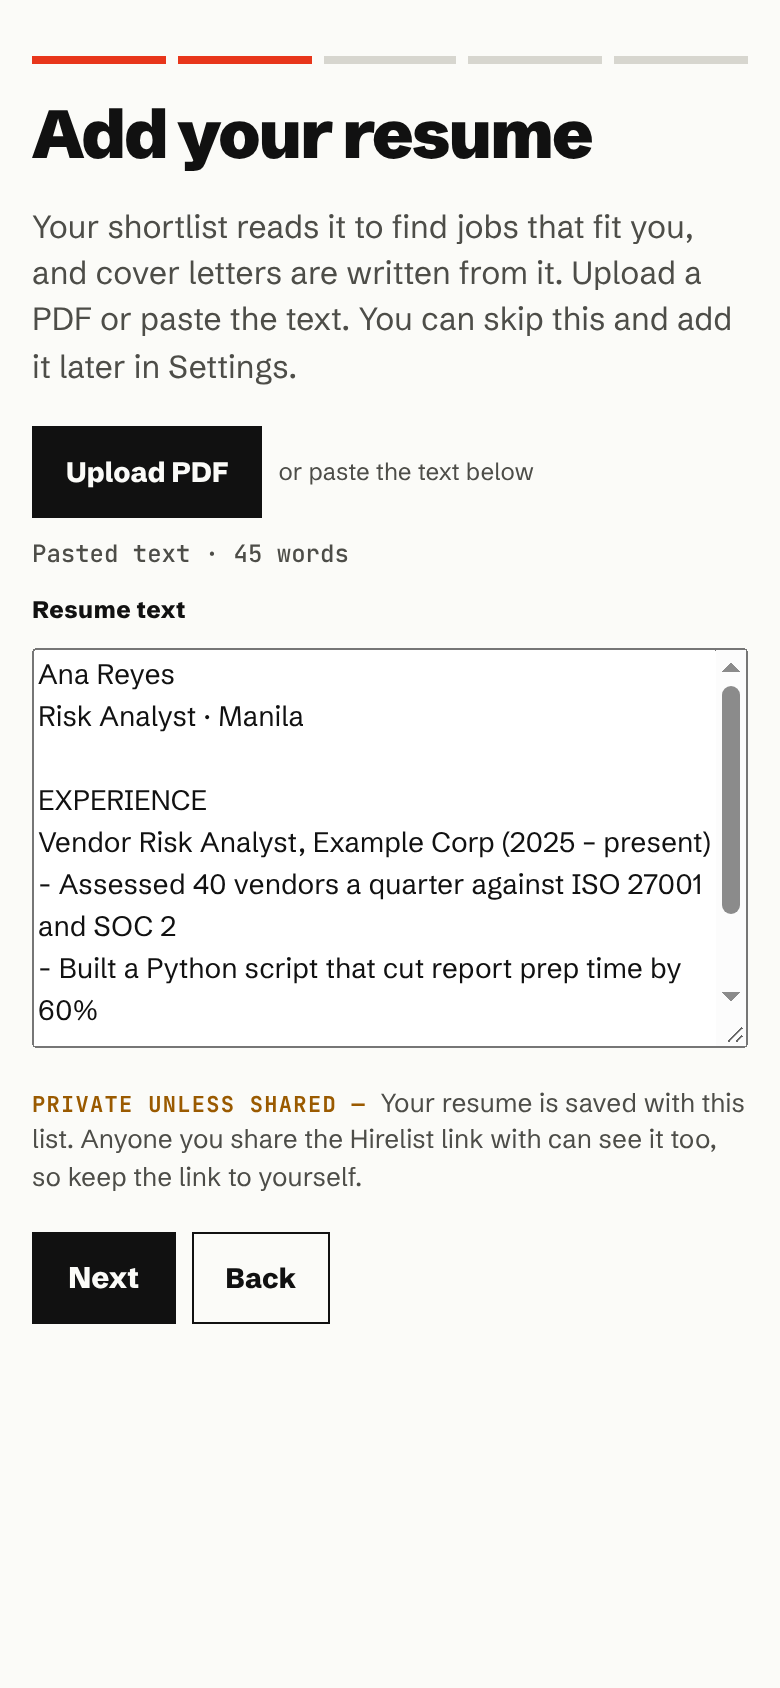 Add your resume
Your shortlist reads it to find jobs that fit you,
and cover letters are written from it. Upload a
PDF or paste the text. You can skip this and add
it later in Settings.
Upload PDF
or paste the text below
Pasted text · 45 words
Resume text
Ana Reyes
Risk Analyst · Manila
EXPERIENCE
Vendor Risk Analyst, Example Corp (2025 – present)
- Assessed 40 vendors a quarter against ISO 27001
and SOC 2
- Built a Python script that cut report prep time by
60%
PRIVATE UNLESS SHARED — Your resume is saved with this
list. Anyone you share the Hirelist link with can see it too,
so keep the link to yourself.
Next
Back